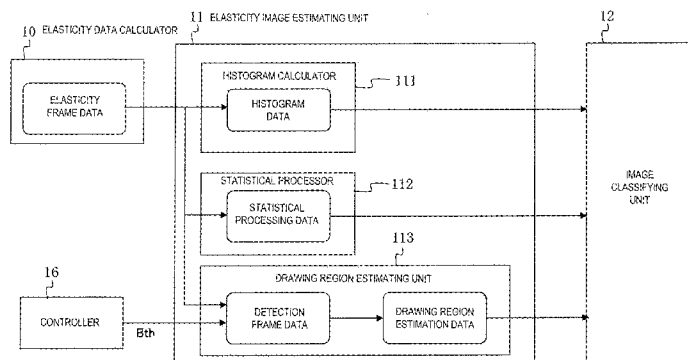 10 ELASTICITY DATA CALCULATOR
11 ELASTICITY IMAGE ESTIMATING UNIT
12
ELASTICITY
FRAME DATA
HISTOGRAM CALCULATOR
111
HISTOGRAM
DATA
STATISTICAL PROCESSOR
112
STATISTICAL
PROCESSING DATA
IMAGE
CLASSIFYING
UNIT
113
DRAWING REGION ESTIMATING UNIT
16
CONTROLLER
Bth
DETECTION
FRAME DATA
DRAWING REGION
ESTIMATION DATA